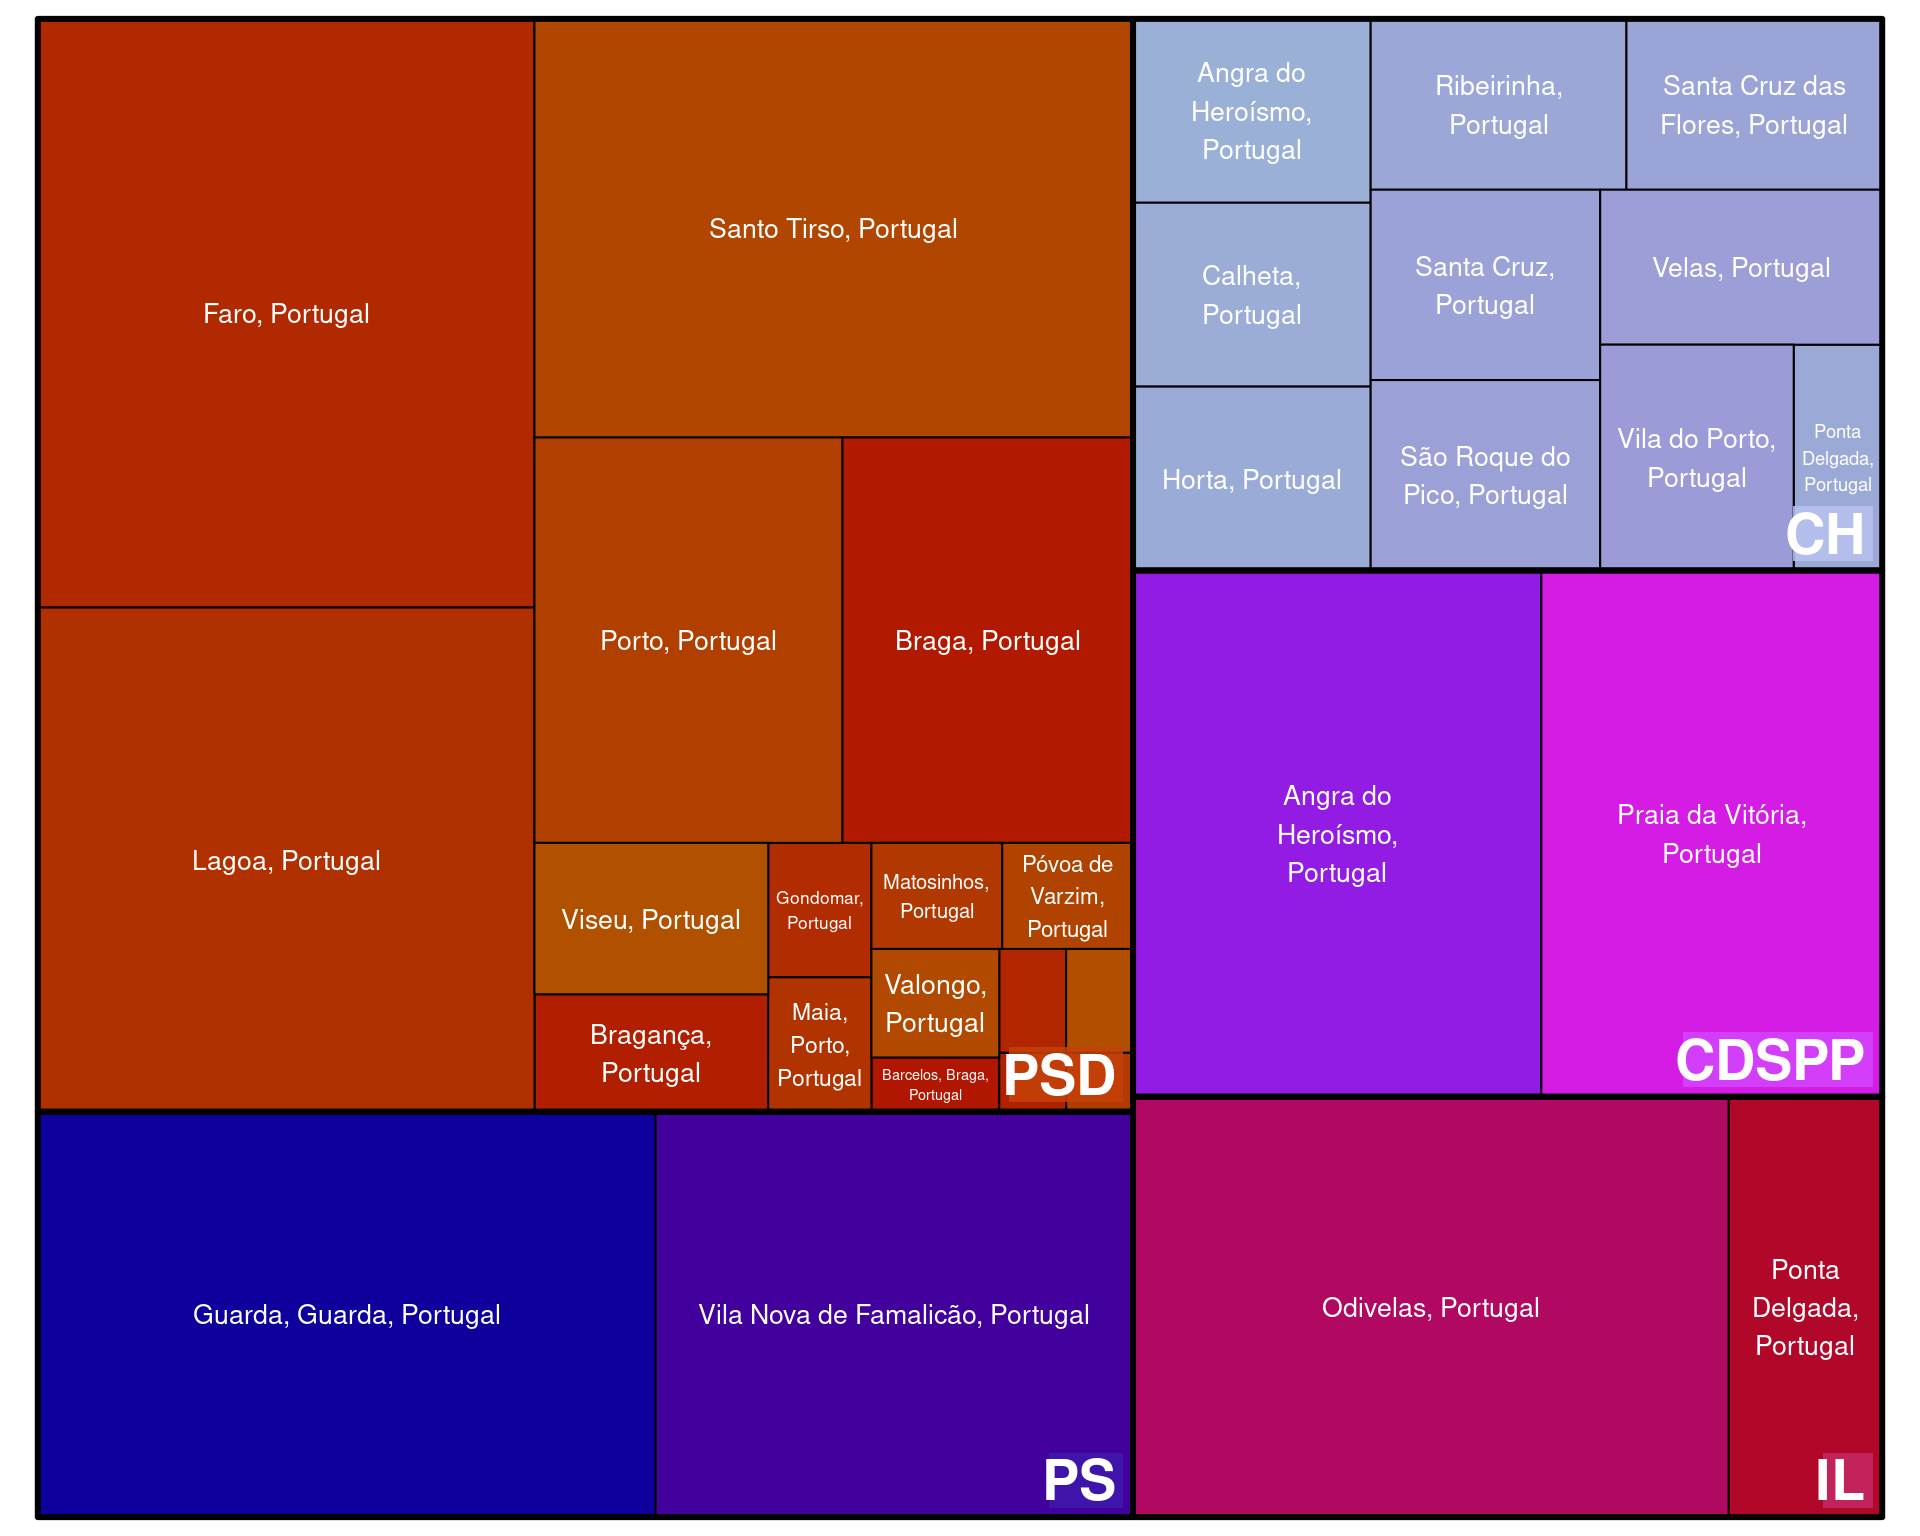 Faro, Portugal
Lagoa, Portugal
Santo Tirso, Portugal
Porto, Portugal
Braga, Portugal
Viseu, Portugal
Bragança,
Portugal
Gondomar,
Portugal
Maia,
Porto,
Portugal
Matosinhos,
Portugal
Póvoa de
Varzim,
Portugal
Valongo,
Portugal
Barcelos, Braga,
Portugal
PSD
Guarda, Guarda, Portugal
Vila Nova de Famalicão, Portugal
PS
Angra do
Heroísmo,
Portugal
Calheta,
Portugal
Horta, Portugal
Ribeirinha,
Portugal
Santa Cruz das
Flores, Portugal
Santa Cruz,
Portugal
Velas, Portugal
São Roque do
Pico, Portugal
Vila do Porto,
Portugal
Ponta
Delgada,
Portugal
CH
Angra do
Heroísmo,
Portugal
Praia da Vitória,
Portugal
CDSPP
Odivelas, Portugal
Ponta
Delgada,
Portugal
IL